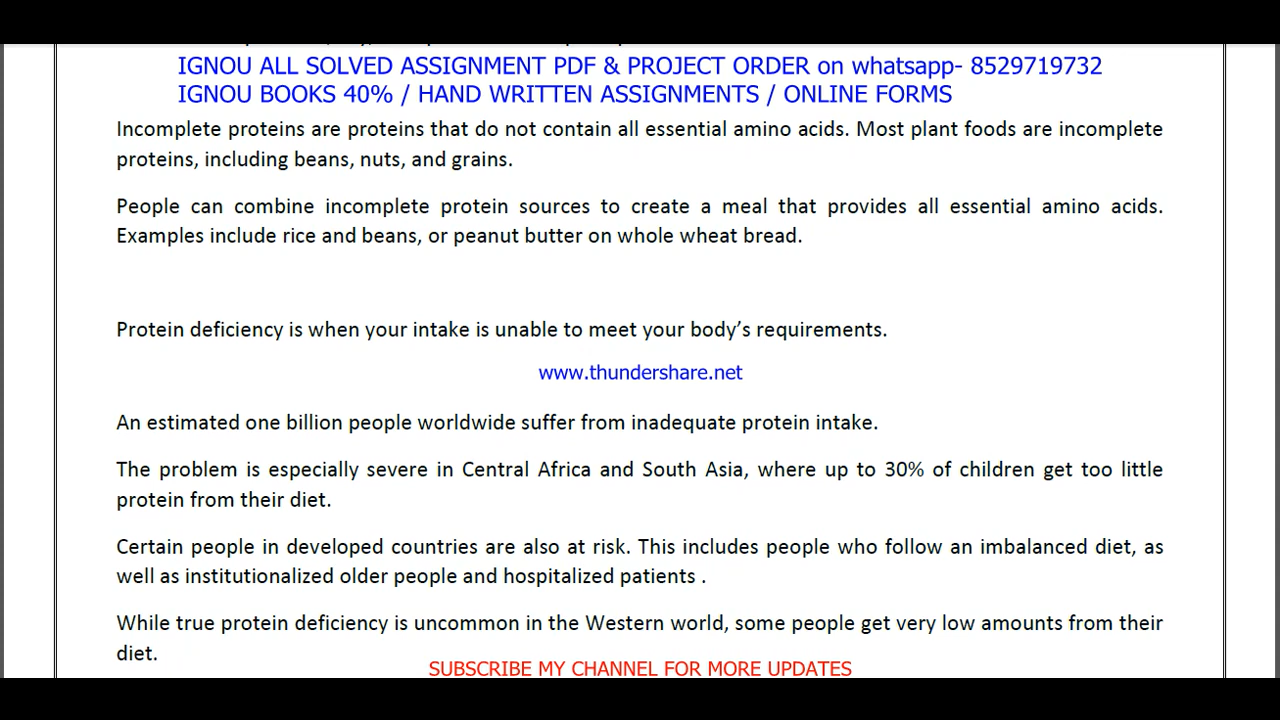 IGNOU ALL SOLVED ASSIGNMENT PDF & PROJECT ORDER on whatsapp- 8529719732
IGNOU BOOKS 40% / HAND WRITTEN ASSIGNMENTS / ONLINE FORMS
Incomplete proteins are proteins that do not contain all essential amino acids. Most plant foods are incomplete
proteins, including beans, nuts, and grains.
People can combine incomplete protein sources to create a meal that provides all essential amino acids.
Examples include rice and beans, or peanut butter on whole wheat bread.
Protein deficiency is when your intake is unable to meet your body’s requirements.
www.thundershare.net
An estimated one billion people worldwide suffer from inadequate protein intake.
The problem is especially severe in Central Africa and South Asia, where up to 30% of children get too little
protein from their diet.
Certain people in developed countries are also at risk. This includes people who follow an imbalanced diet, as
well as institutionalized older people and hospitalized patients .
While true protein deficiency is uncommon in the Western world, some people get very low amounts from their
diet.
SUBSCRIBE MY CHANNEL FOR MORE UPDATES